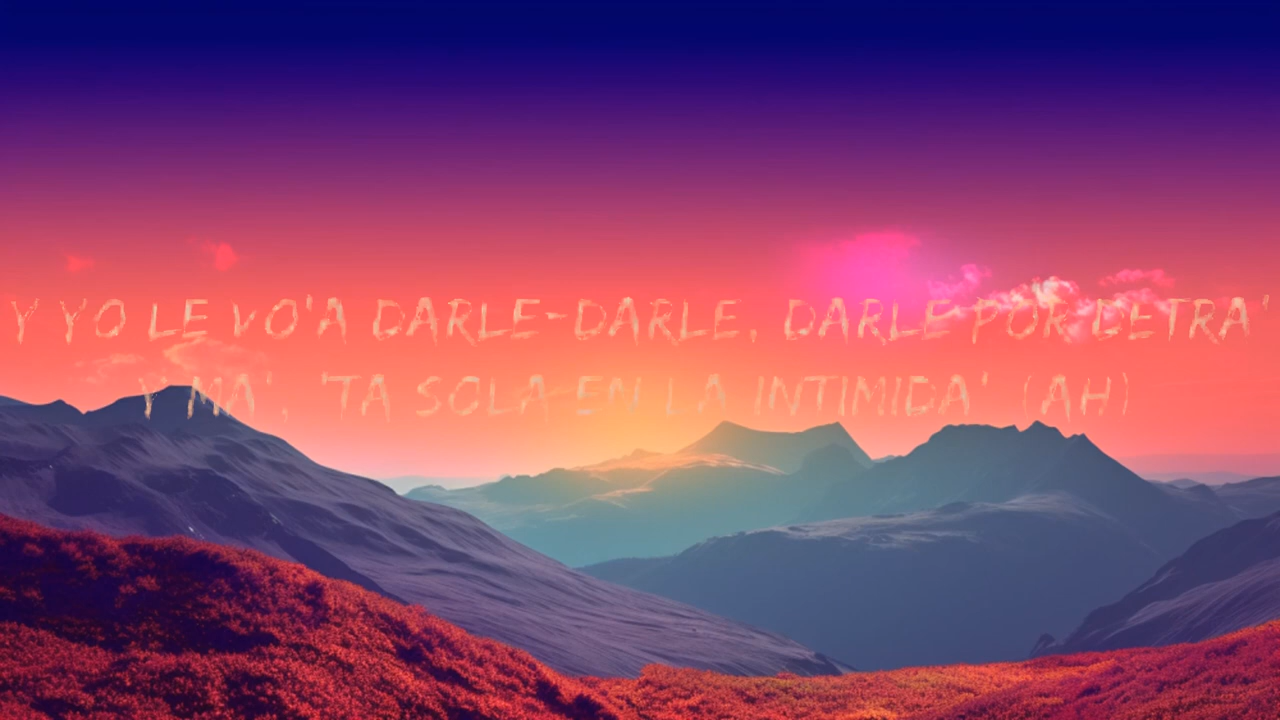 Y YO LE VO'A DARLE-DARLE, DARLE POR DETRA'
Y MA', 'TA SOLA EN LA INTIMIDA' (AH)